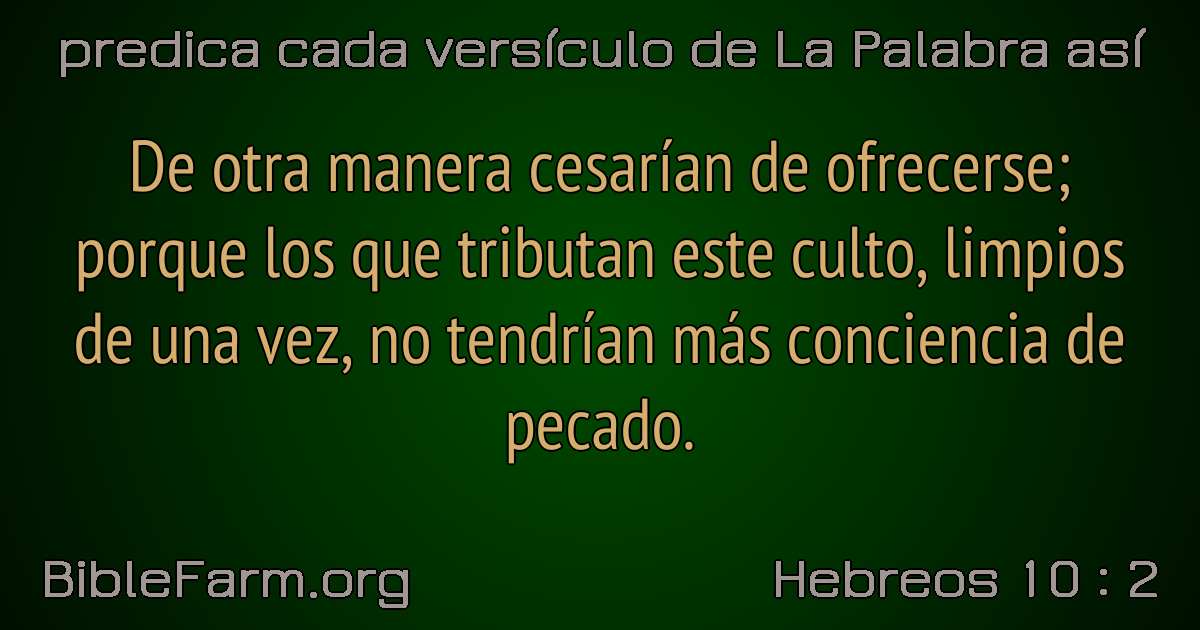 predica cada versículo de La Palabra así
De otra manera cesarían de ofrecerse;
porque los que tributan este culto, limpios
de una vez, no tendrían más conciencia de
pecado.
BibleFarm.org
Hebreos 10 : 2